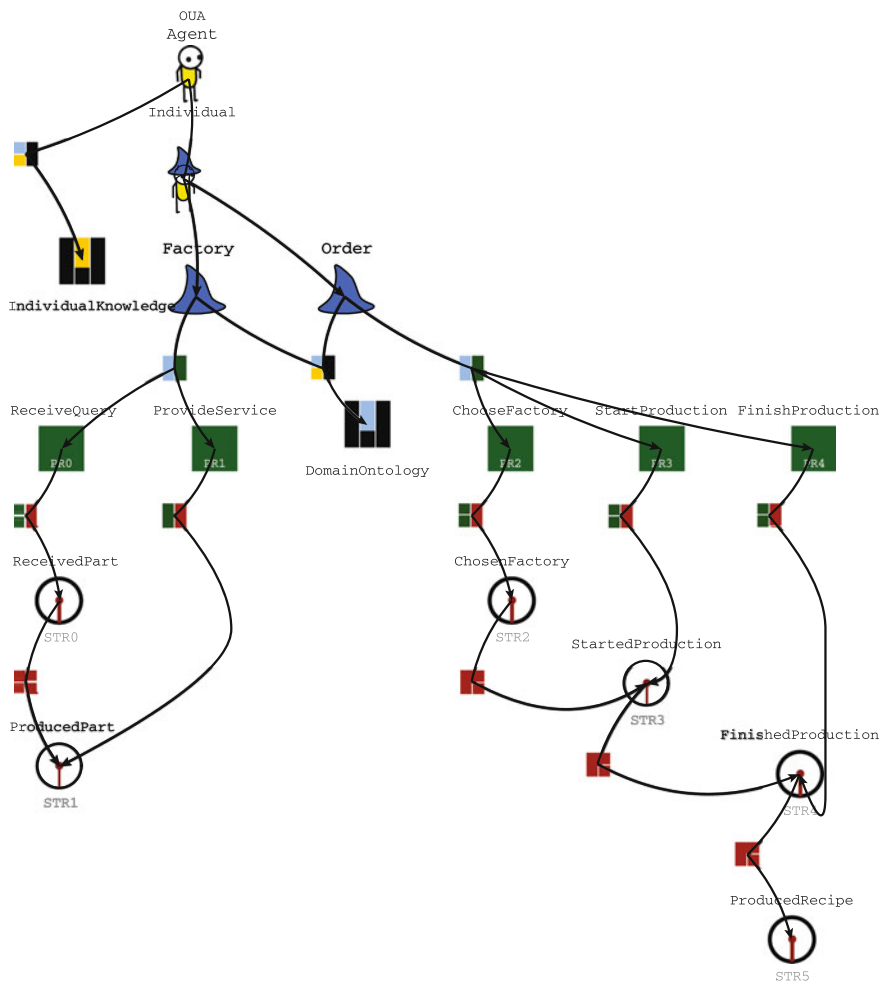 OUA
Agent
Individual
Factory
Order
IndividualKnowledge
ReceiveQuery
ProvideService
ChooseFactory
StartProduction
FinishProduction
PR0
PR1
PR2
PR3
PR4
DomainOntology
ReceivedPart
ChosenFactory
STR0
STR2
StartedProduction
STR3
ProducedPart
FinishedProduction
STR1
STR4
ProducedRecipe
STR5